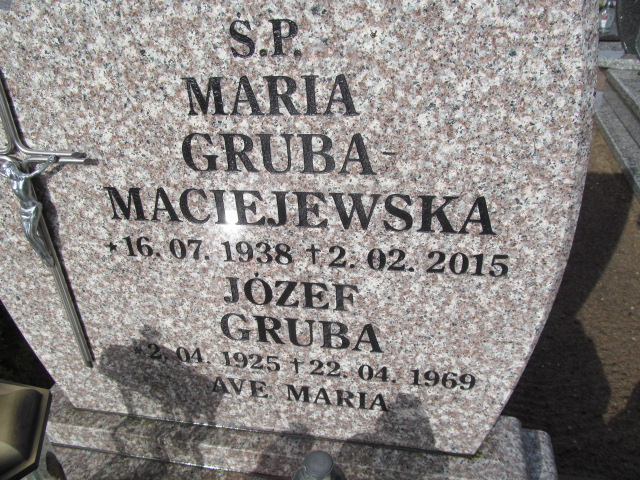 S.P.
MARIA
GRUBA-
MACIEJEWSKA
*16.07.1938 †2.02.2015
JÓZEF
GRUBA
*2.04.1925 †22.04.1969
AVE MARIA